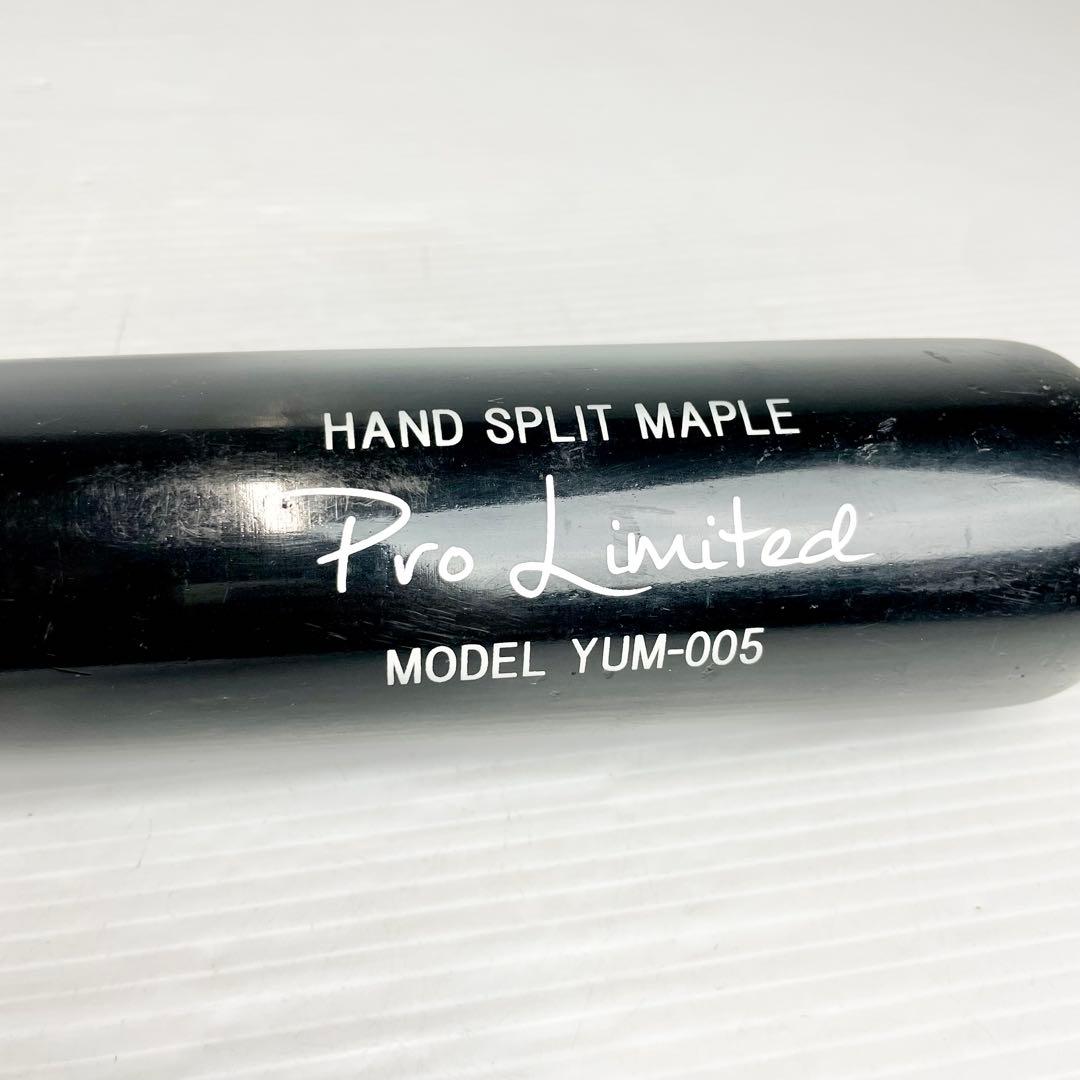 HAND SPLIT MAPLE
Pro Limited
MODEL YUM-005